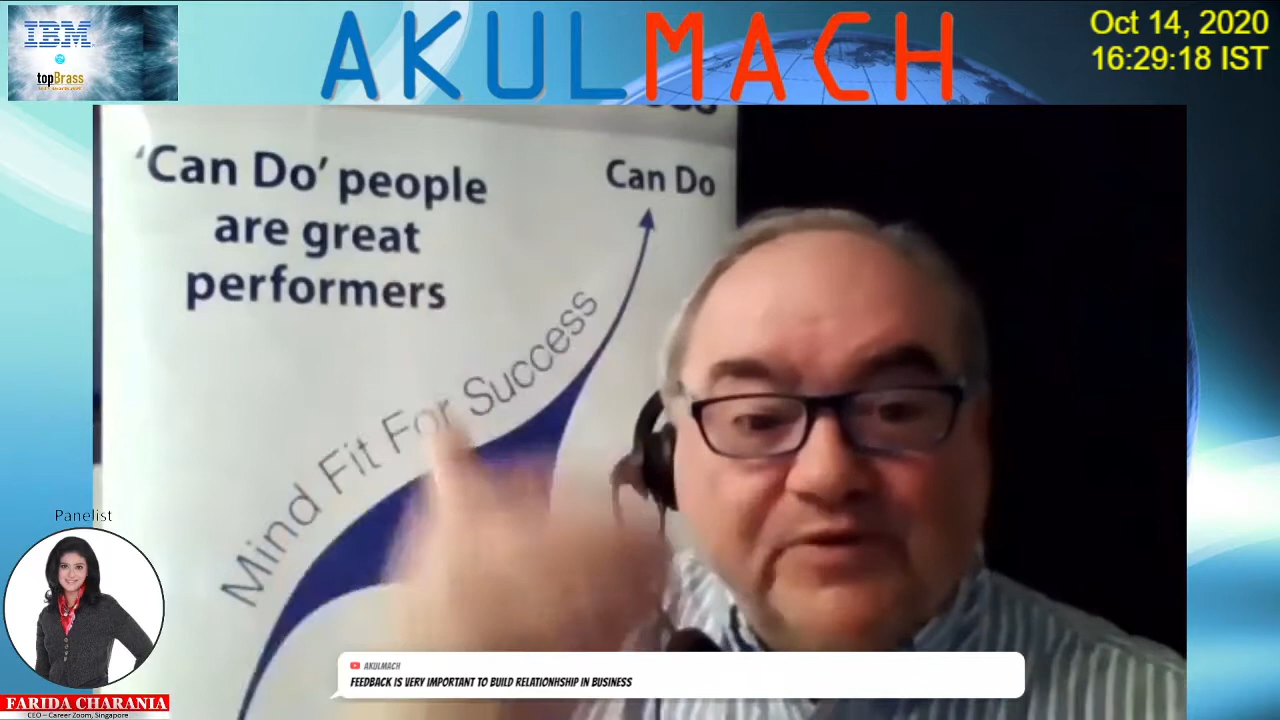 IBM
topBrass
AKULMACH
Oct 14, 2020
16:29:18 IST
'Can Do' people
are great
performers
Can Do
Mind Fit For Success
Panelist
FARIDA CHARANIA
CEO – Career Zoom, Singapore
AKULMACH
FEEDBACK IS VERY IMPORTANT TO BUILD RELATIONHSHIP IN BUSINESS